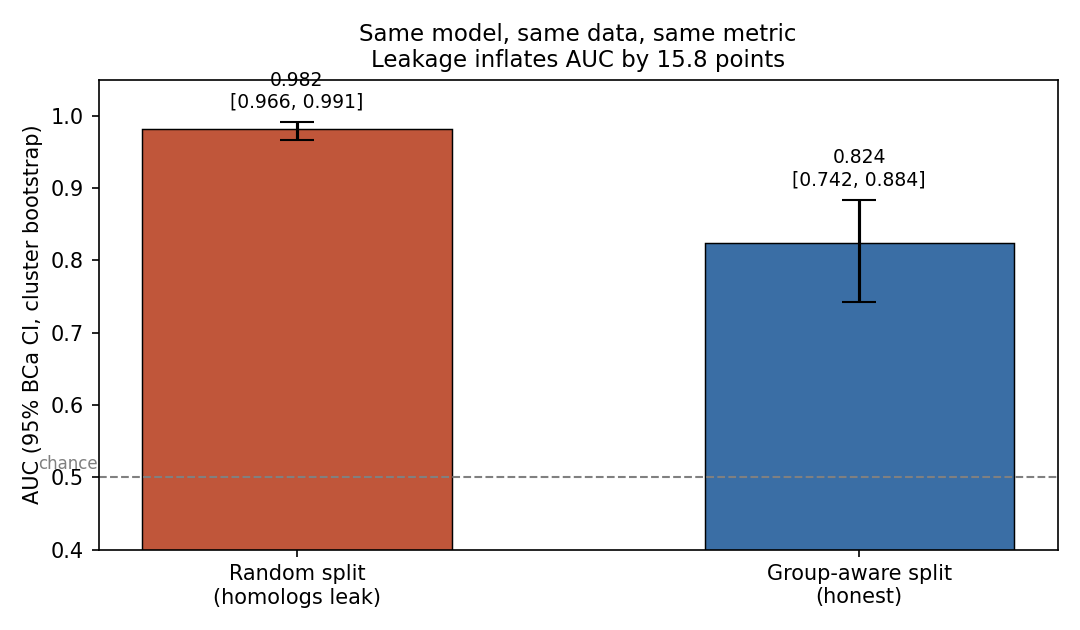 Same model, same data, same metric
Leakage inflates AUC by 15.8 points
AUC (95% BCa CI, cluster bootstrap)
1.0
0.9
0.8
0.7
0.6
0.5
0.4
chance
0.982
[0.966, 0.991]
0.824
[0.742, 0.884]
Random split
(homologs leak)
Group-aware split
(honest)